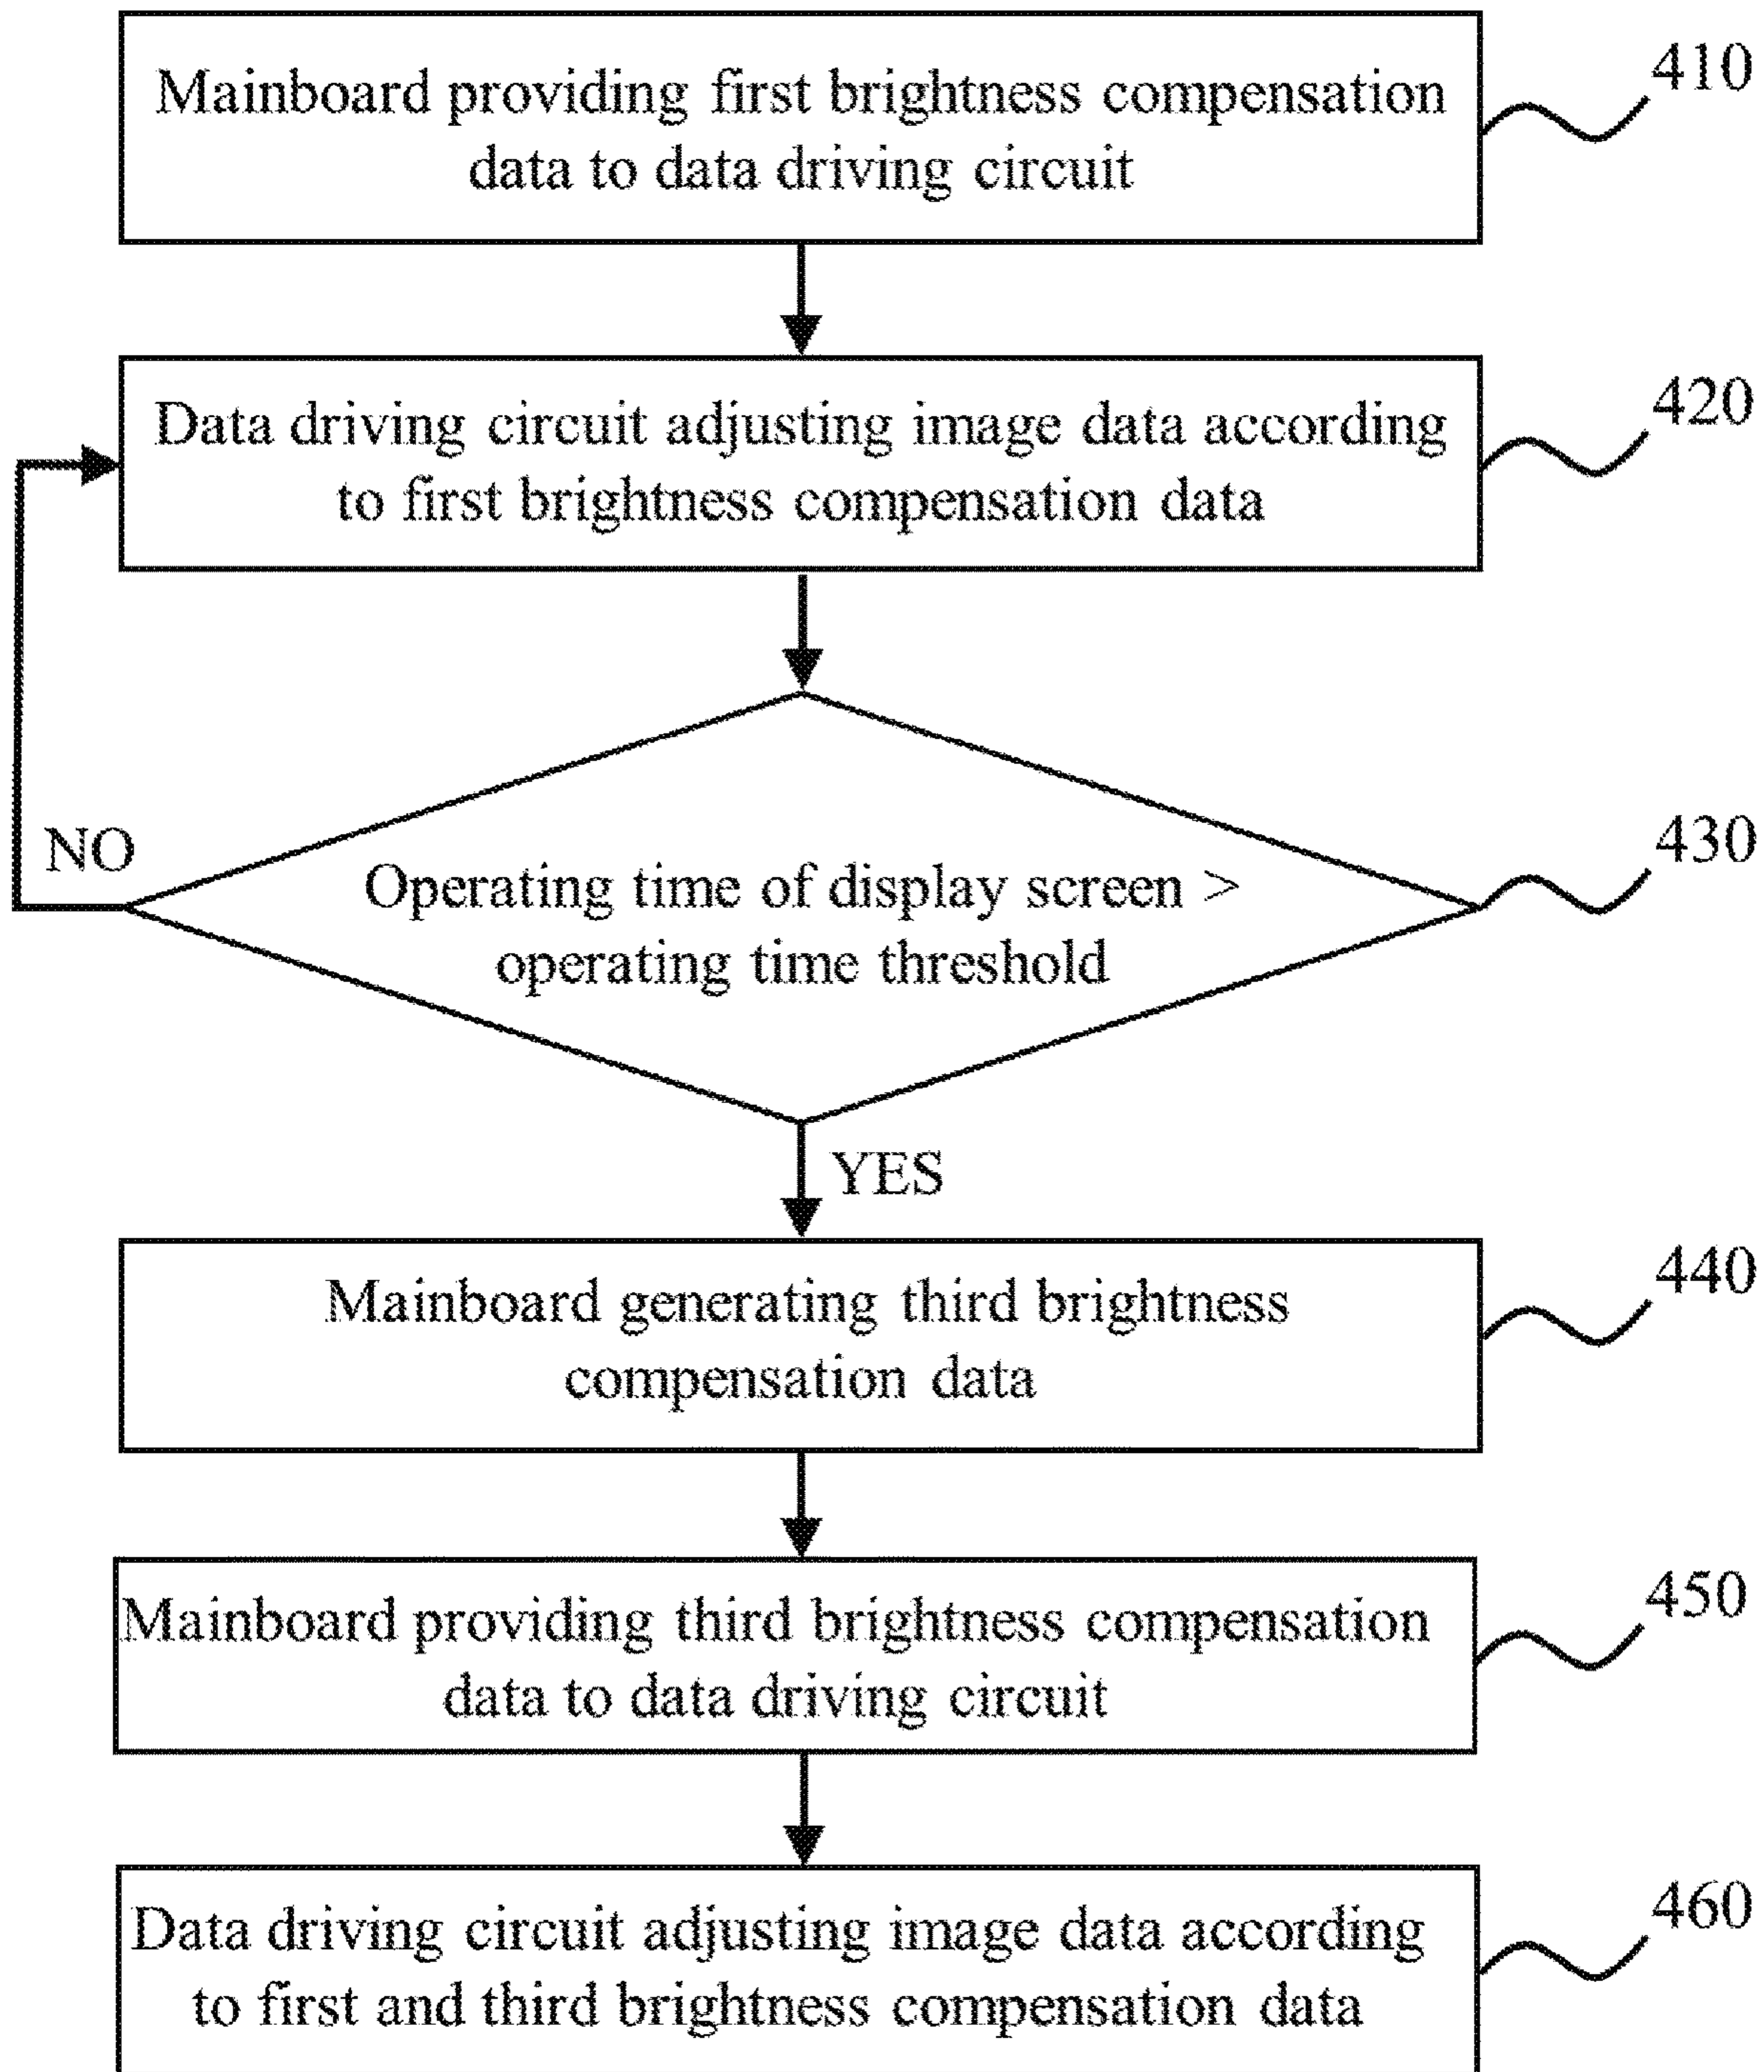 Mainboard providing first brightness compensation
data to data driving circuit
410
Data driving circuit adjusting image data according
to first brightness compensation data
420
NO
Operating time of display screen >
operating time threshold
430
YES
Mainboard generating third brightness
compensation data
440
Mainboard providing third brightness compensation
data to data driving circuit
450
Data driving circuit adjusting image data according
to first and third brightness compensation data
460